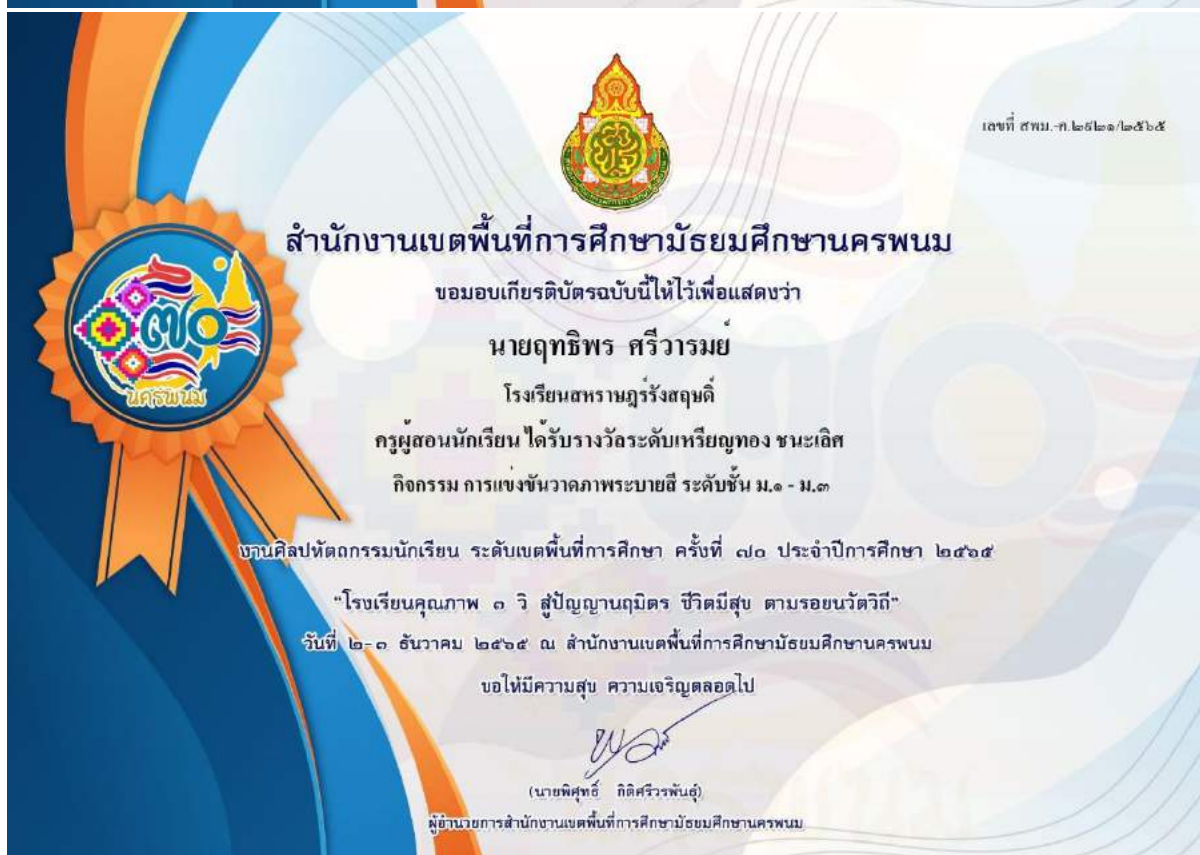 เลขที่ สพม.-ค.๒๘๒๑/๒๕๖๕
สำนักงานเขตพื้นที่การศึกษามัธยมศึกษานครพนม
ขอมอบเกียรติบัตรฉบับนี้ให้ไว้เพื่อแสดงว่า
นายฤทธิพร ศรีวารมย์
โรงเรียนสหราษฎร์รังสฤษดิ์
ครูผู้สอนนักเรียน ได้รับรางวัลระดับเหรียญทอง ชนะเลิศ
กิจกรรม การแข่งขันวาดภาพระบายสี ระดับชั้น ม.๑ - ม.๓
๗๐
นครพนม
งานศิลปหัตถกรรมนักเรียน ระดับเขตพื้นที่การศึกษา ครั้งที่ ๗๐ ประจำปีการศึกษา ๒๕๖๕
“โรงเรียนคุณภาพ ๓ วิ สู่ปัญญานฤมิตร ชีวิตมีสุข ตามรอยนวัตวิถี”
วันที่ ๒-๓ ธันวาคม ๒๕๖๕ ณ สำนักงานเขตพื้นที่การศึกษามัธยมศึกษานครพนม
ขอให้มีความสุข ความเจริญตลอดไป
(นายพิศุทธิ์ กิติศรีวรพันธุ์)
ผู้อำนวยการสำนักงานเขตพื้นที่การศึกษามัธยมศึกษานครพนม